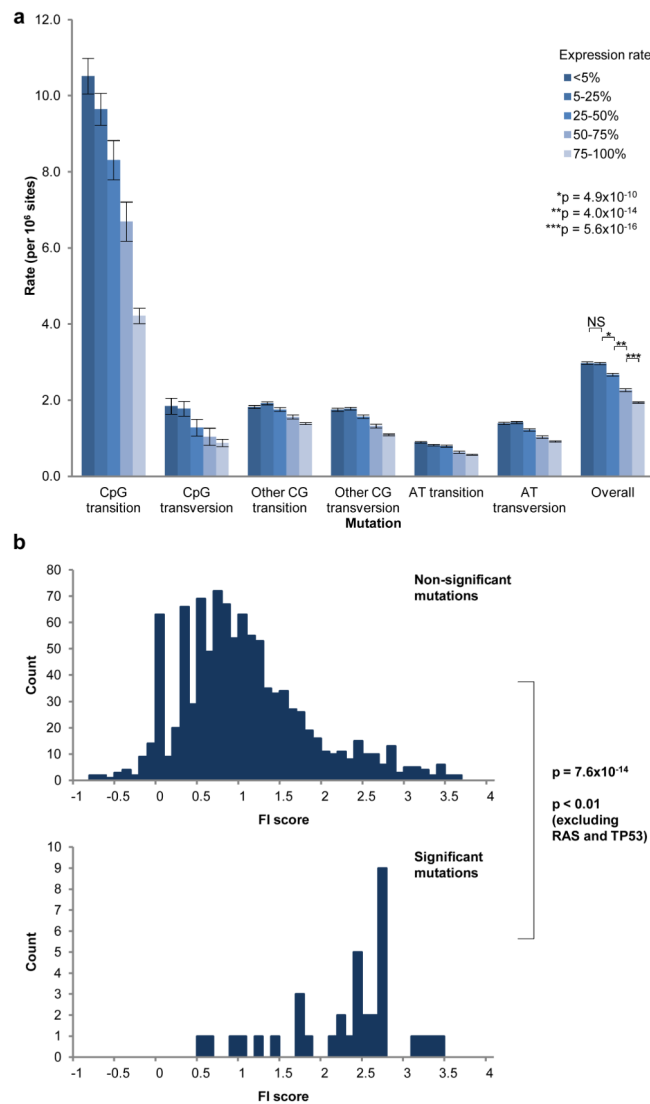 a
12.0
10.0
8.0
6.0
4.0
2.0
0.0
Rate (per 10⁶ sites)
Expression rate
<5%
5-25%
25-50%
50-75%
75-100%
*p = 4.9x10⁻¹⁰
**p = 4.0x10⁻¹⁴
***p = 5.6x10⁻¹⁶
NS
*
**
***
CpG
transition
CpG
transversion
Other CG
transition
Other CG
transversion
AT transition
AT
transversion
Overall
Mutation
b
Non-significant
mutations
80
70
60
50
40
30
20
10
0
Count
-1
-0.5
0
0.5
1
1.5
2
2.5
3
3.5
4
FI score
p = 7.6x10⁻¹⁴
p < 0.01
(excluding
RAS and TP53)
Significant
mutations
10
9
8
7
6
5
4
3
2
1
0
Count
-1
-0.5
0
0.5
1
1.5
2
2.5
3
3.5
4
FI score